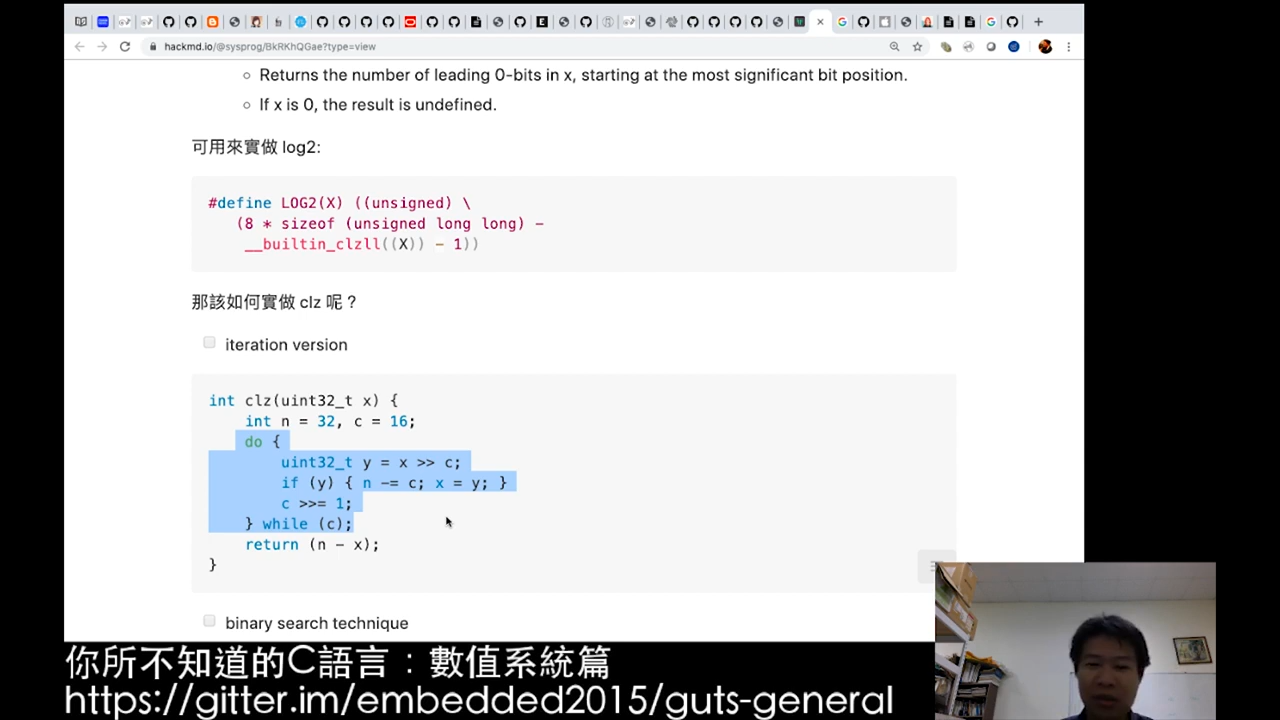 hackmd.io/@sysprog/BkRKhQGae?type=view
Returns the number of leading 0-bits in x, starting at the most significant bit position.
If x is 0, the result is undefined.
可用來實做 log2:
#define LOG2(X) ((unsigned) \
(8 * sizeof (unsigned long long) -
__builtin_clzll((X)) - 1))
那該如何實做 clz 呢？
iteration version
int clz(uint32_t x) {
int n = 32, c = 16;
do {
uint32_t y = x >> c;
if (y) { n -= c; x = y; }
c >>= 1;
} while (c);
return (n - x);
}
binary search technique
你所不知道的C語言：數值系統篇
https://gitter.im/embedded2015/guts-general